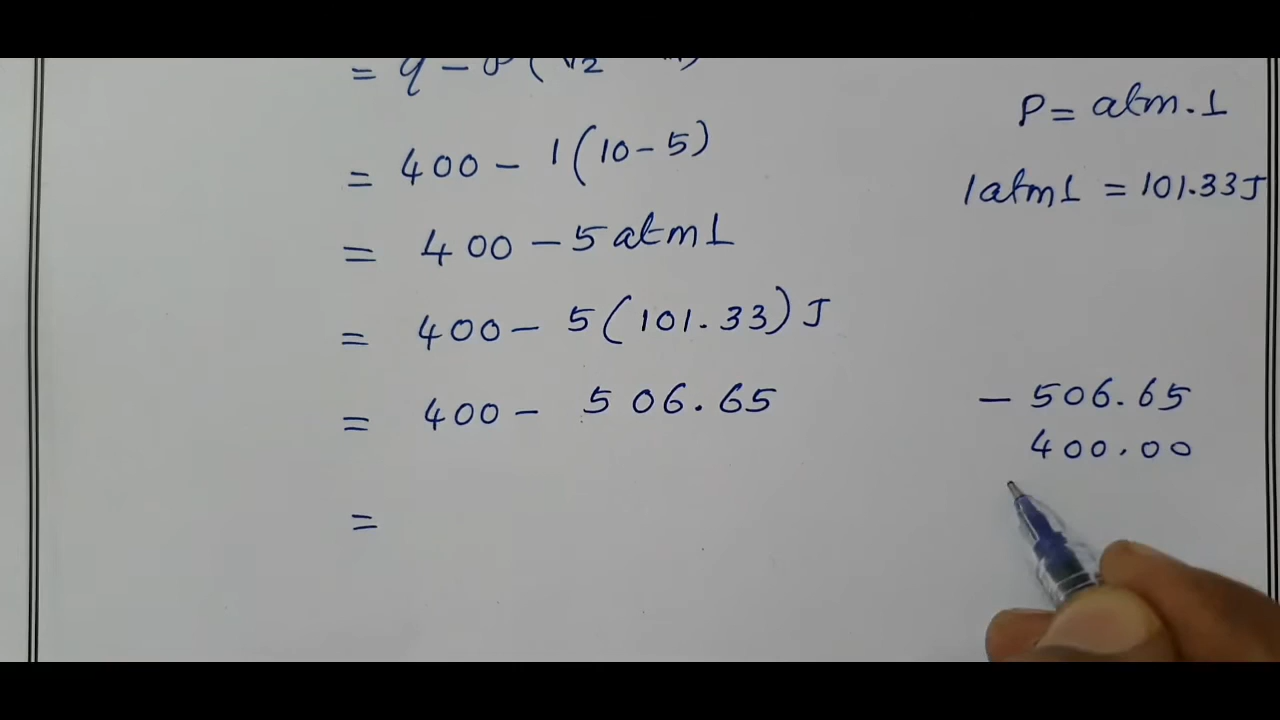 = q - P(V2
= 400 - 1(10-5)
= 400 - 5 atm L
= 400 - 5(101.33) J
= 400 - 506.65
=
P = atm. L
1 atm L = 101.33 J
- 506.65
400.00